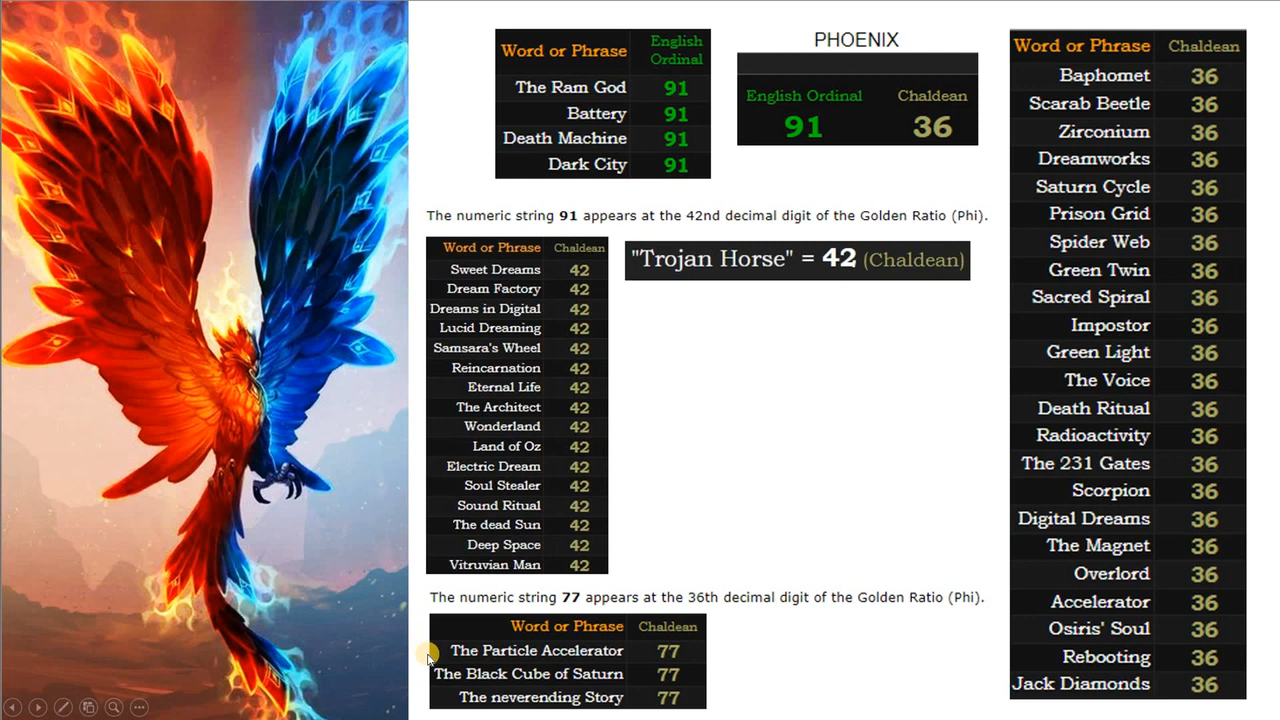 Word or Phrase English Ordinal
The Ram God 91
Battery 91
Death Machine 91
Dark City 91
PHOENIX
English Ordinal Chaldean
91 36
The numeric string 91 appears at the 42nd decimal digit of the Golden Ratio (Phi).
Word or Phrase Chaldean
Sweet Dreams 42
Dream Factory 42
Dreams in Digital 42
Lucid Dreaming 42
Samsara's Wheel 42
Reincarnation 42
Eternal Life 42
The Architect 42
Wonderland 42
Land of Oz 42
Electric Dream 42
Soul Stealer 42
Sound Ritual 42
The dead Sun 42
Deep Space 42
Vitruvian Man 42
"Trojan Horse" = 42 (Chaldean)
The numeric string 77 appears at the 36th decimal digit of the Golden Ratio (Phi).
Word or Phrase Chaldean
The Particle Accelerator 77
The Black Cube of Saturn 77
The neverending Story 77
Word or Phrase Chaldean
Baphomet 36
Scarab Beetle 36
Zirconium 36
Dreamworks 36
Saturn Cycle 36
Prison Grid 36
Spider Web 36
Green Twin 36
Sacred Spiral 36
Impostor 36
Green Light 36
The Voice 36
Death Ritual 36
Radioactivity 36
The 231 Gates 36
Scorpion 36
Digital Dreams 36
The Magnet 36
Overlord 36
Accelerator 36
Osiris' Soul 36
Rebooting 36
Jack Diamonds 36